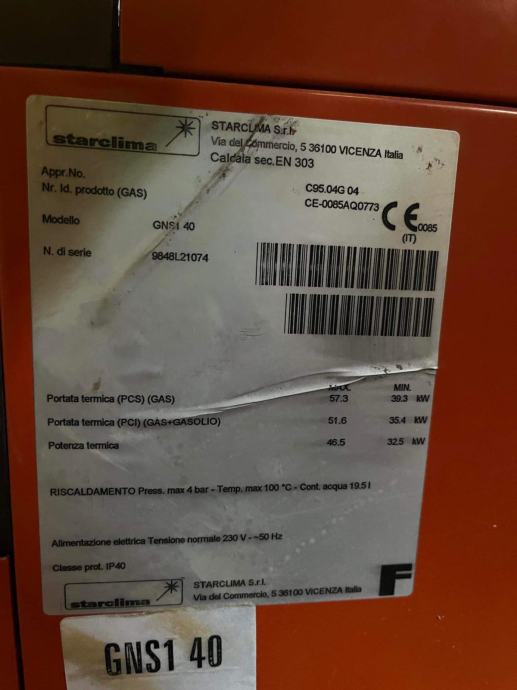 starclima
STARCLIMA S.r.l.
Via del Commercio, 5 36100 VICENZA Italia
Caldaia sec.EN 303
Appr.No. C95.04G 04
Nr. Id. prodotto (GAS) CE-0085AQ0773
CE 0085
(IT)
Modello GNS1 40
N. di serie 9848L21074
MAX. MIN.
Portata termica (PCS) (GAS) 57.3 39.3 kW
Portata termica (PCI) (GAS+GASOLIO) 51.6 35.4 kW
Potenza termica 46.5 32.5 kW
RISCALDAMENTO Press. max 4 bar - Temp. max 100 °C - Cont. acqua 19.5 l
Alimentazione elettrica Tensione normale 230 V - ~50 Hz
Classe prot. IP40
starclima
STARCLIMA S.r.l.
Via del Commercio, 5 36100 VICENZA Italia
F
GNS1 40